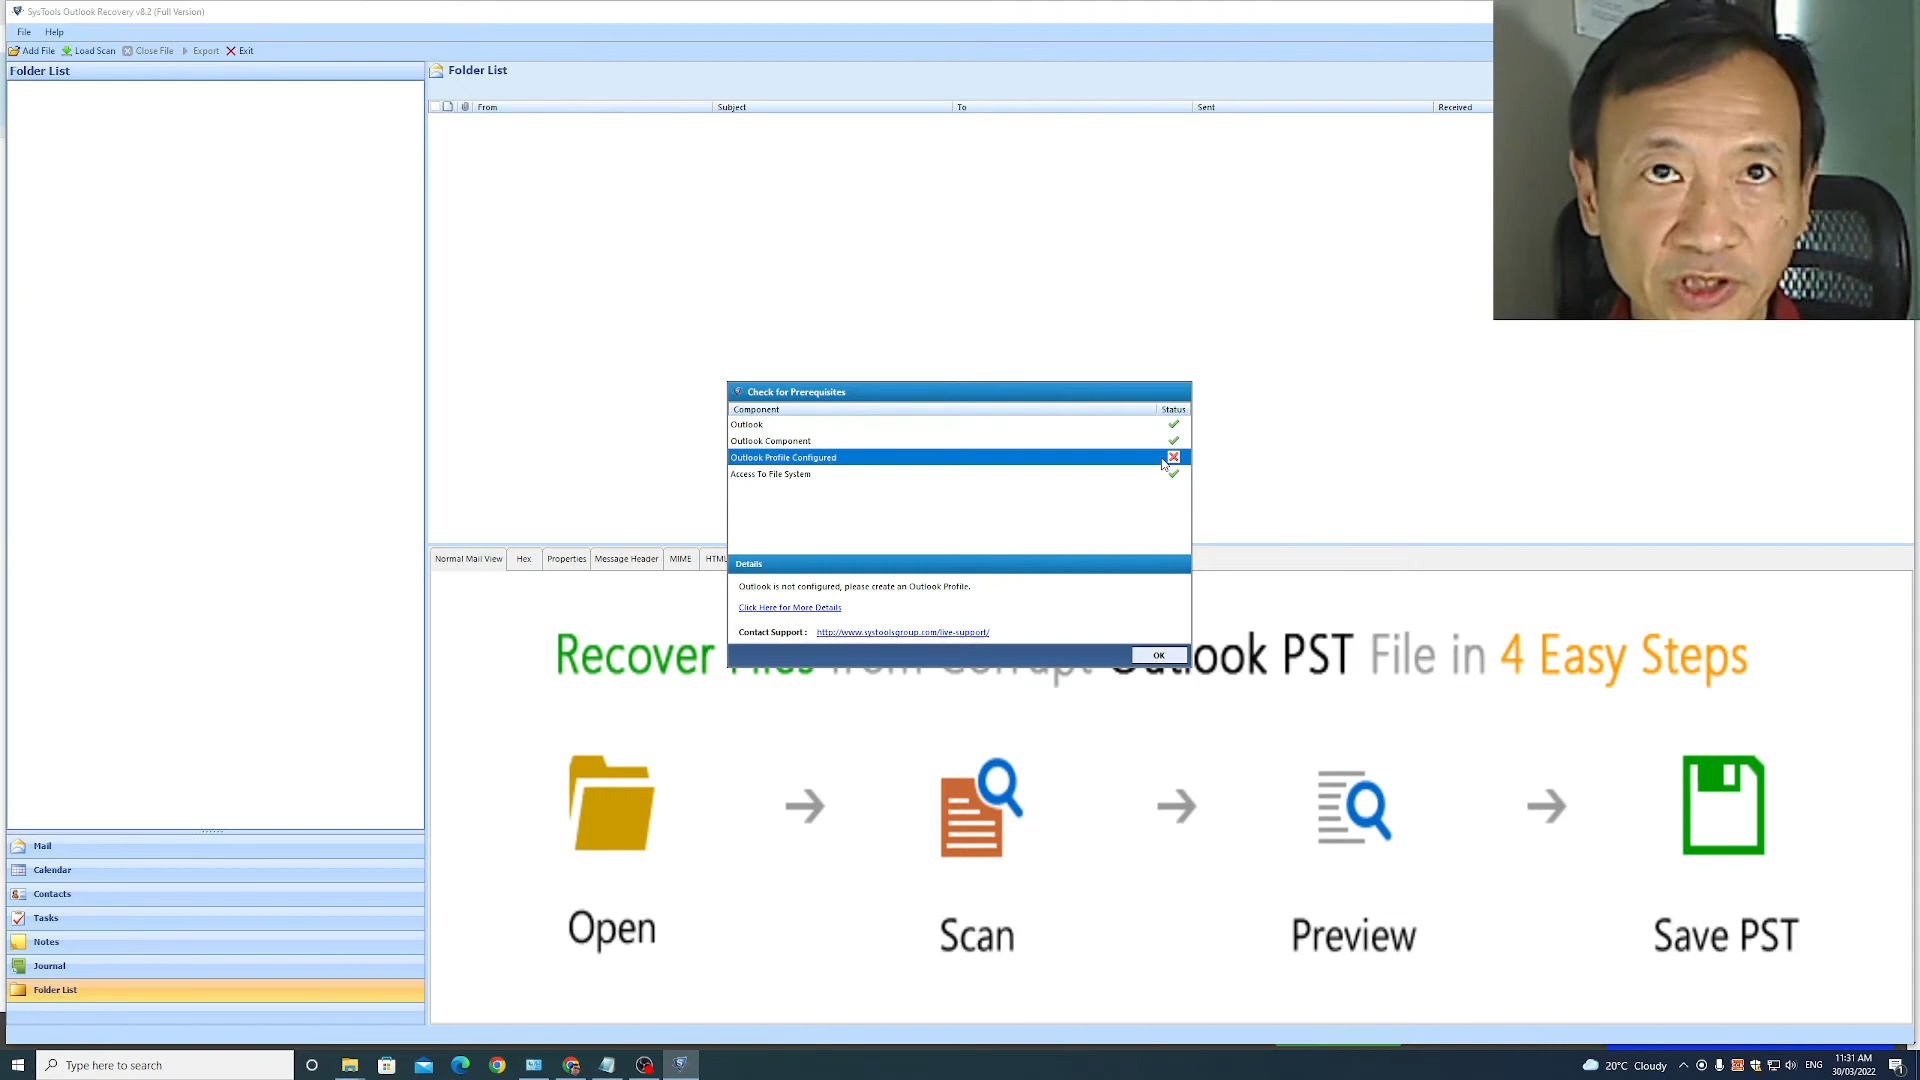 SysTools Outlook Recovery v8.2 (Full Version)
File Help
Add File Load Scan Close File Export Exit
Folder List
Folder List
From Subject To Sent Received
Check for Prerequisites
Component Status
Outlook
Outlook Component
Outlook Profile Configured
Access To File System
Normal Mail View Hex Properties Message Header MIME HTML
Details
Outlook is not configured, please create an Outlook Profile.
Click Here for More Details
Contact Support : http://www.systoolsgroup.com/live-support/
OK
Recover Files from Corrupt Outlook PST File in 4 Easy Steps
Open Scan Preview Save PST
Mail
Calendar
Contacts
Tasks
Notes
Journal
Folder List
Type here to search
20°C Cloudy
ENG
11:31 AM
30/03/2022